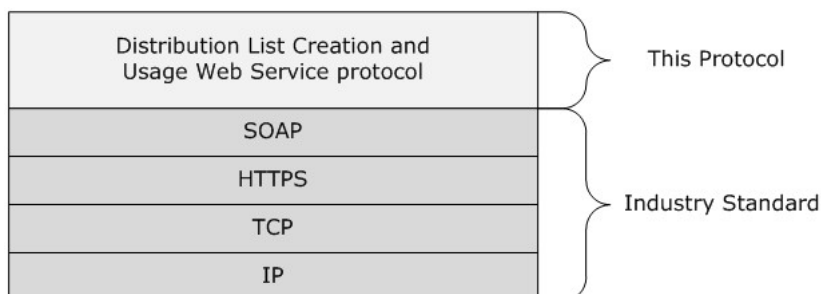 Distribution List Creation and
Usage Web Service protocol
This Protocol
SOAP
HTTPS
Industry Standard
TCP
IP